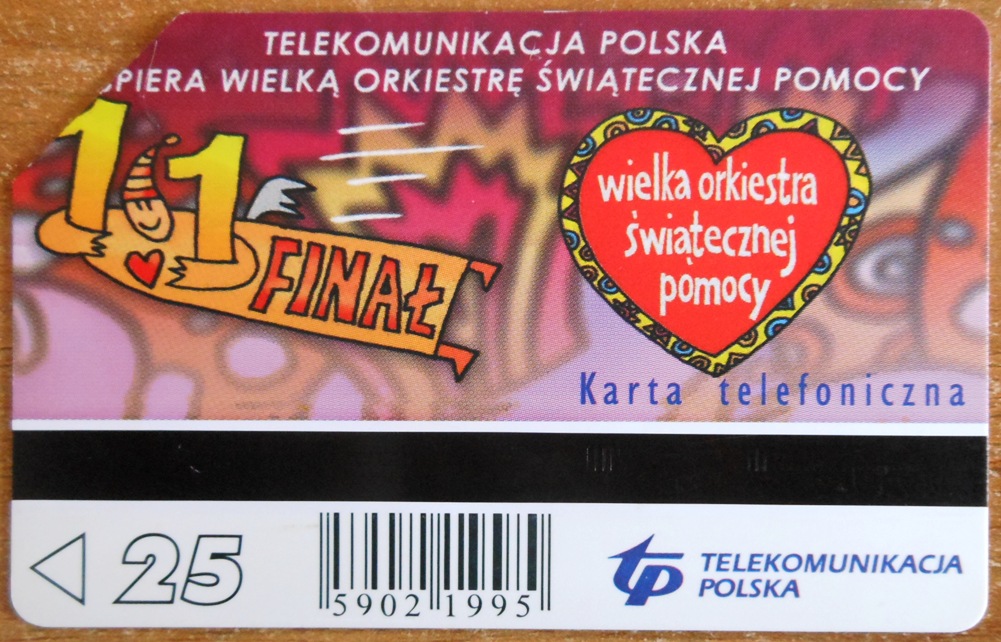 TELEKOMUNIKACJA POLSKA
WIELKĄ ORKIESTRĘ ŚWIĄTECZNEJ POMOCY
11
FINAŁ
wielka orkiestra
świątecznej
pomocy
Karta telefoniczna
25
5902 1995
tp TELEKOMUNIKACJA
POLSKA